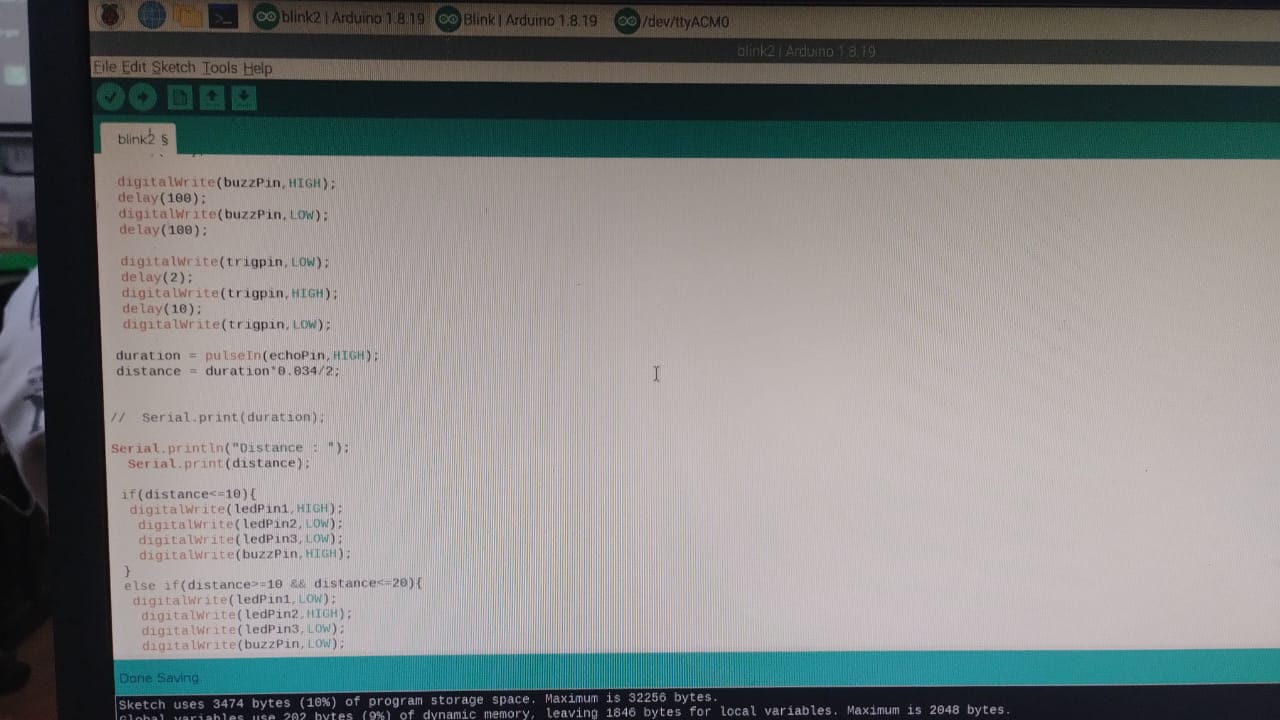 blink2 | Arduino 1.8.19 Blink | Arduino 1.8.19 /dev/ttyACM0
blink2 | Arduino 1.8.19
File Edit Sketch Tools Help
blink2 §
digitalWrite(buzzPin,HIGH);
delay(100);
digitalWrite(buzzPin,LOW);
delay(100);
digitalWrite(trigpin,LOW);
delay(2);
digitalWrite(trigpin,HIGH);
delay(10);
digitalWrite(trigpin,LOW);
duration = pulseIn(echoPin,HIGH);
distance = duration*0.034/2;
// Serial.print(duration);
Serial.println("Distance : ");
Serial.print(distance);
if(distance<=10){
digitalWrite(ledPin1,HIGH);
digitalWrite(ledPin2,LOW);
digitalWrite(ledPin3,LOW);
digitalWrite(buzzPin,HIGH);
}
else if(distance>=10 && distance<=20){
digitalWrite(ledPin1,LOW);
digitalWrite(ledPin2,HIGH);
digitalWrite(ledPin3,LOW);
digitalWrite(buzzPin,LOW);
Done Saving.
Sketch uses 3474 bytes (10%) of program storage space. Maximum is 32256 bytes.
Global variables use 202 bytes (9%) of dynamic memory, leaving 1846 bytes for local variables. Maximum is 2048 bytes.